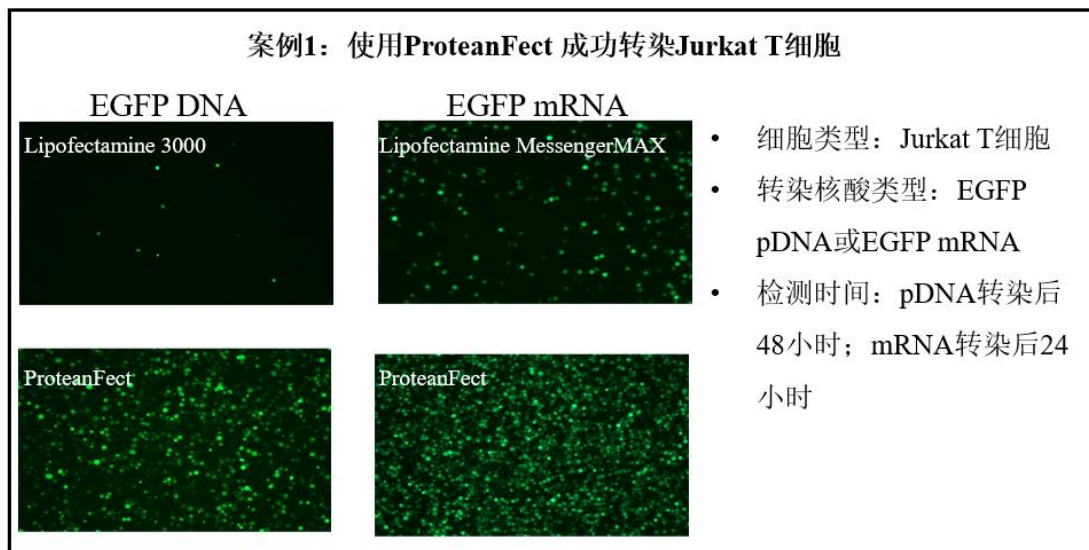 案例1：使用ProteanFect 成功转染Jurkat T细胞
EGFP DNA
EGFP mRNA
Lipofectamine 3000
Lipofectamine MessengerMAX
ProteanFect
ProteanFect
• 细胞类型：Jurkat T细胞
• 转染核酸类型：EGFP
pDNA或EGFP mRNA
• 检测时间：pDNA转染后
48小时；mRNA转染后24
小时